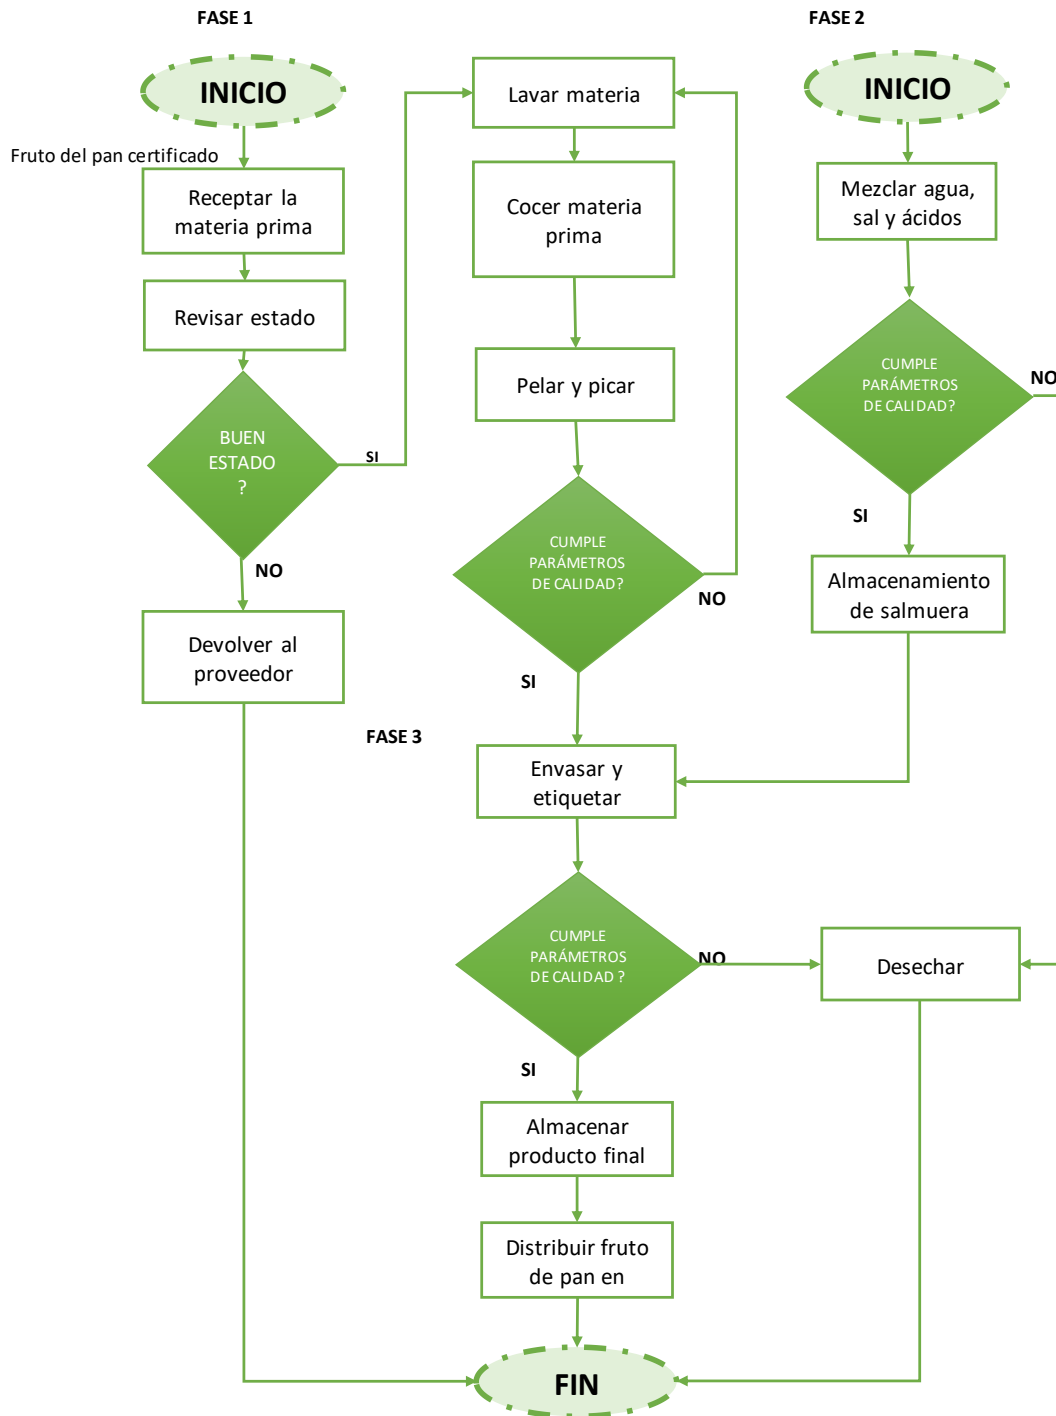 FASE 1
INICIO
Fruto del pan certificado
Receptar la
materia prima
Revisar estado
BUEN
ESTADO
?
SI
NO
Devolver al
proveedor
Lavar materia
Cocer materia
prima
Pelar y picar
CUMPLE
PARÁMETROS
DE CALIDAD?
NO
SI
FASE 2
INICIO
Mezclar agua,
sal y ácidos
CUMPLE
PARÁMETROS
DE CALIDAD?
NO
SI
Almacenamiento
de salmuera
FASE 3
Envasar y
etiquetar
CUMPLE
PARÁMETROS
DE CALIDAD ?
NO
Desechar
SI
Almacenar
producto final
Distribuir fruto
de pan en
FIN